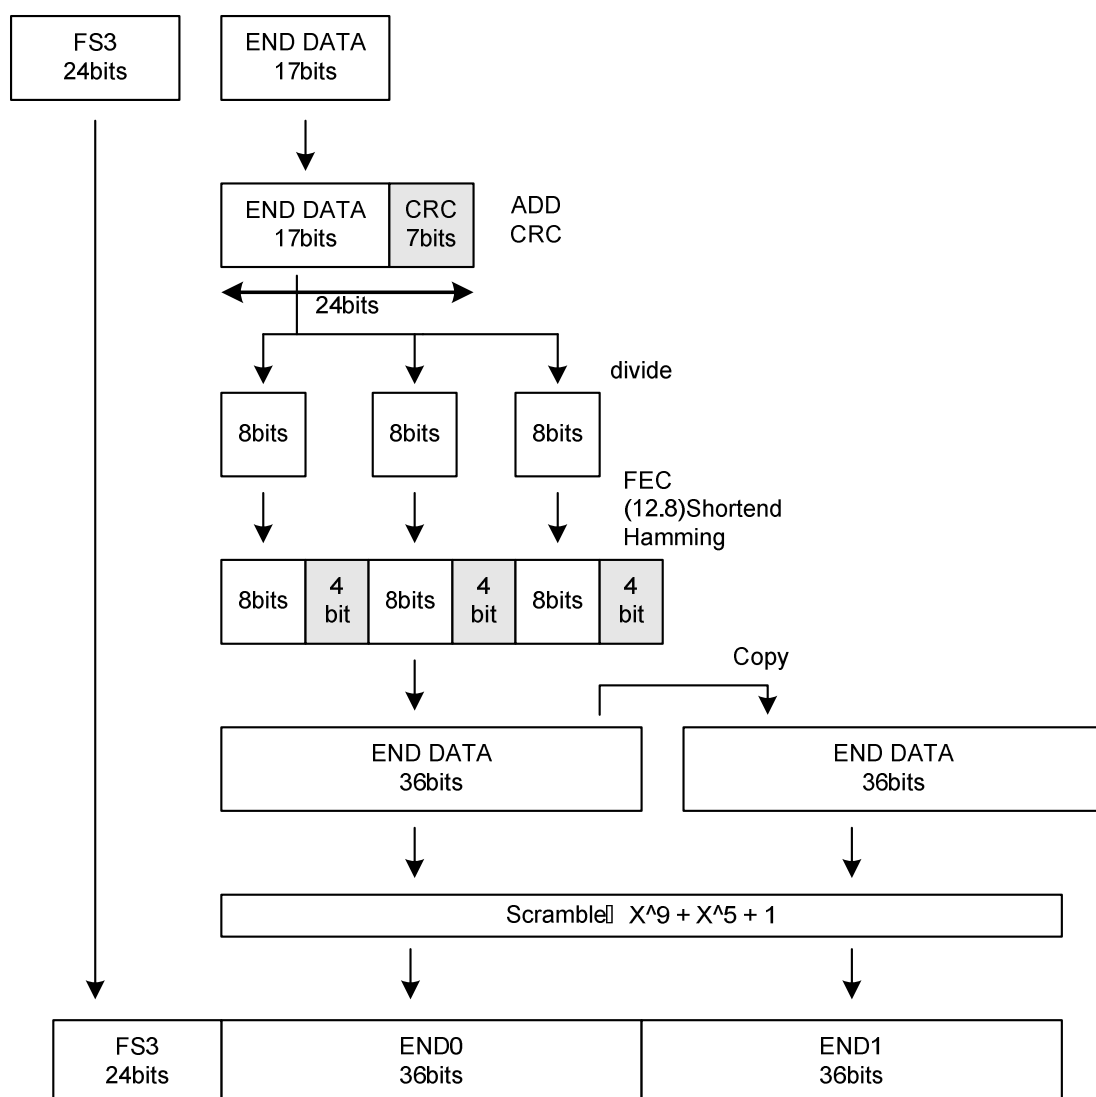 FS3
24bits
END DATA
17bits
END DATA
17bits
CRC
7bits
ADD
CRC
24bits
divide
8bits
8bits
8bits
FEC
(12.8)Shortend
Hamming
8bits
4
bit
8bits
4
bit
8bits
4
bit
Copy
END DATA
36bits
END DATA
36bits
Scramble▯ X^9 + X^5 + 1
FS3
24bits
END0
36bits
END1
36bits